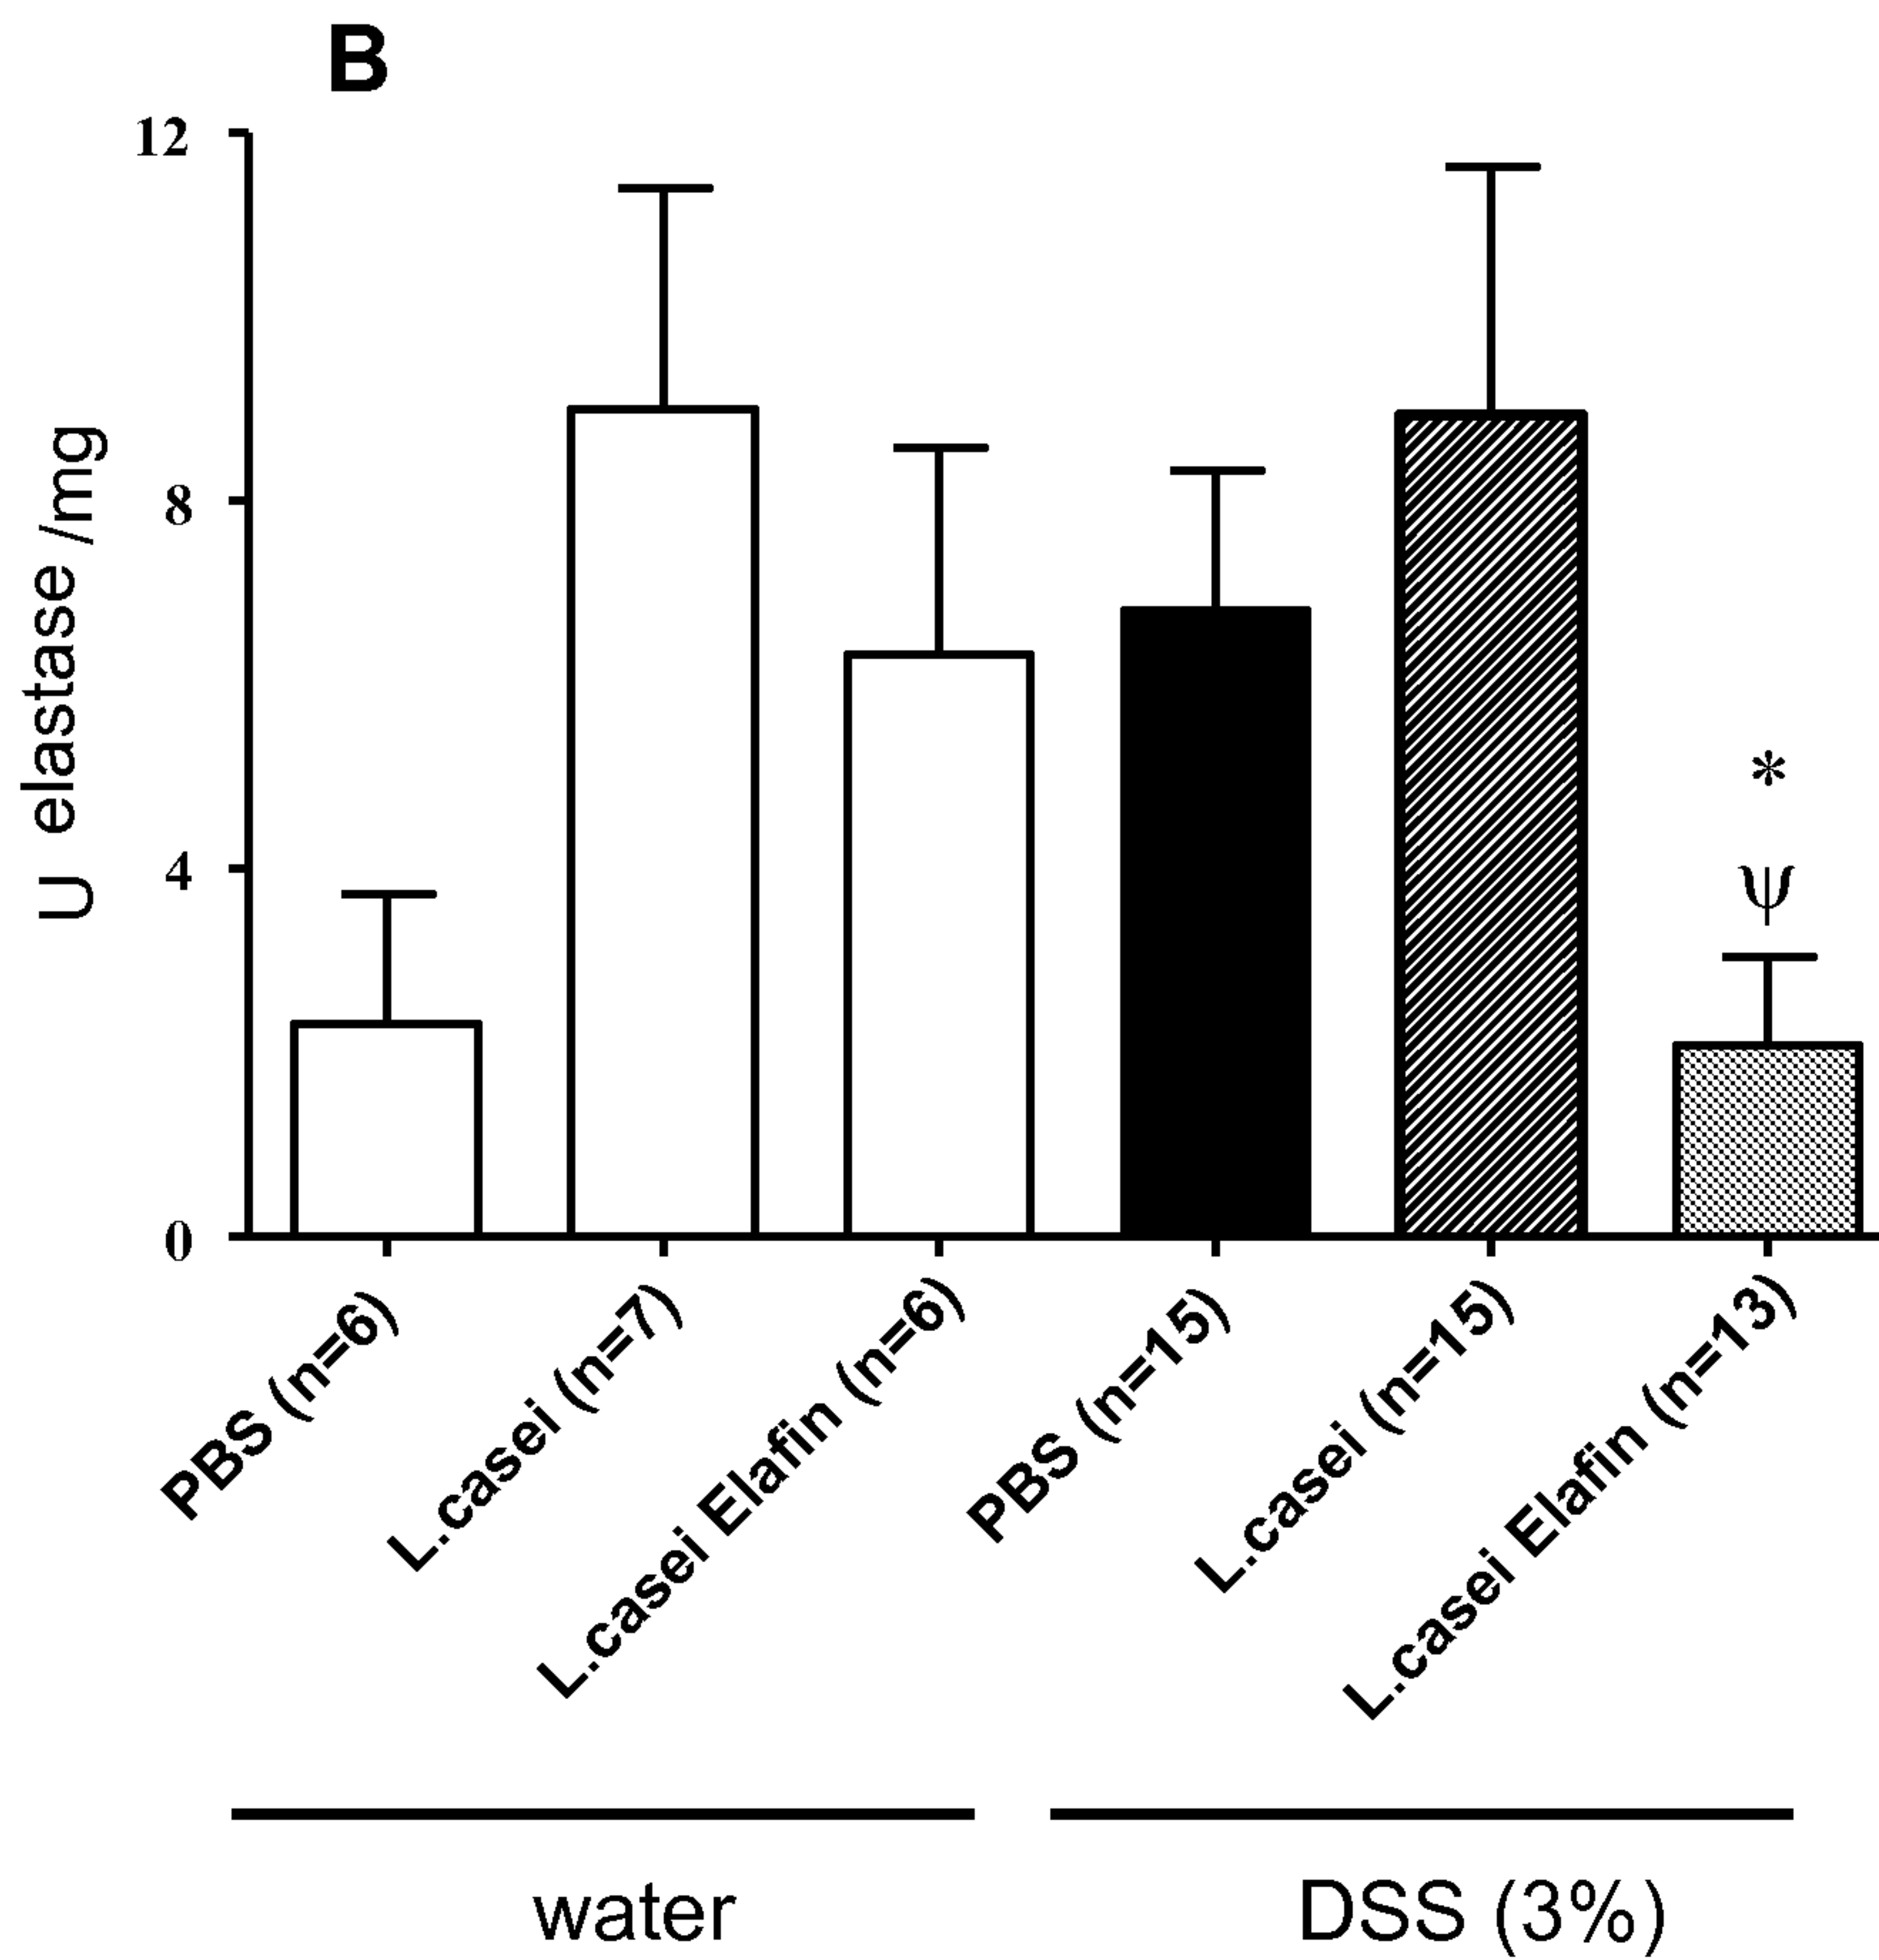 B
12
8
4
0
U elastase /mg
*
ψ
PBS (n=6)
L.casei (n=7)
L.casei Elafin (n=6)
PBS (n=15)
L.casei (n=15)
L.casei Elafin (n=13)
water
DSS (3%)